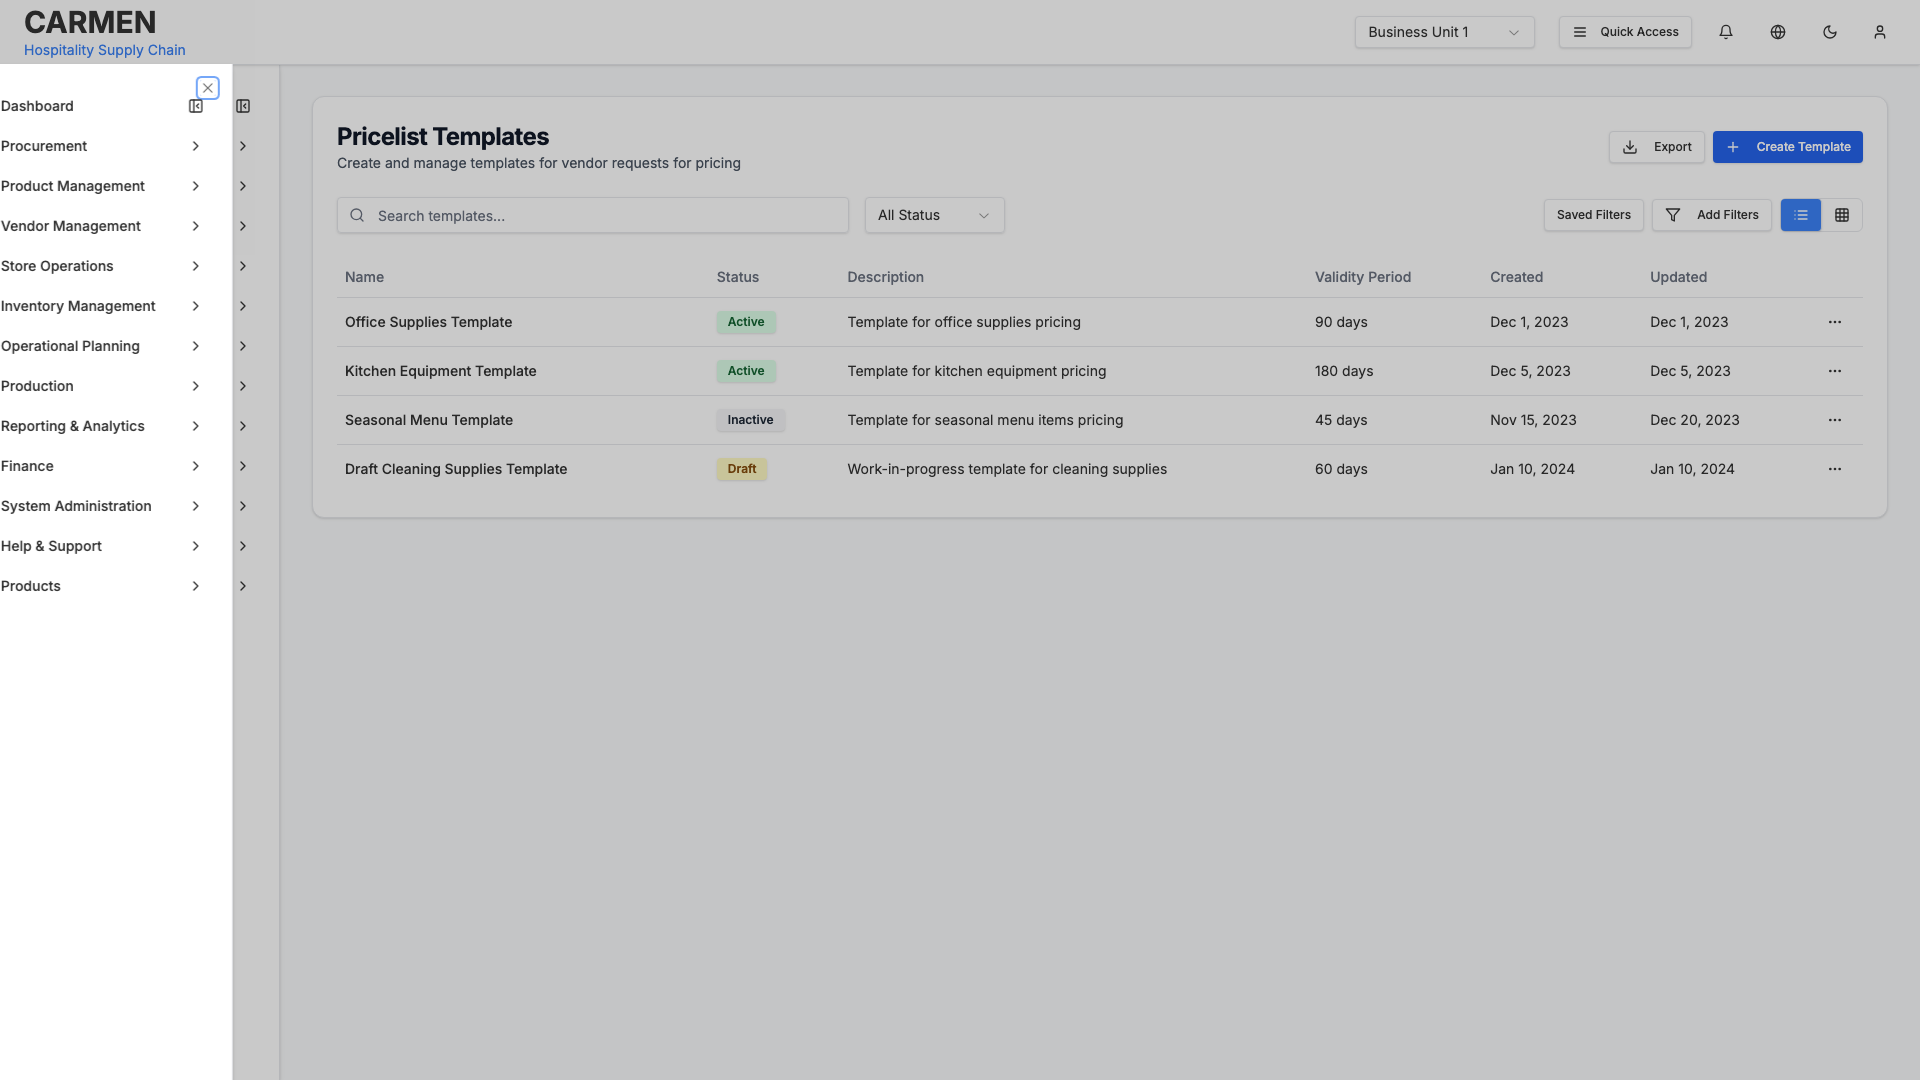 CARMEN
Hospitality Supply Chain
Business Unit 1
Quick Access
Dashboard
Procurement
Product Management
Vendor Management
Store Operations
Inventory Management
Operational Planning
Production
Reporting & Analytics
Finance
System Administration
Help & Support
Products
Pricelist Templates
Create and manage templates for vendor requests for pricing
Export
Create Template
Search templates...
All Status
Saved Filters
Add Filters
Name Status Description Validity Period Created Updated
Office Supplies Template Active Template for office supplies pricing 90 days Dec 1, 2023 Dec 1, 2023
Kitchen Equipment Template Active Template for kitchen equipment pricing 180 days Dec 5, 2023 Dec 5, 2023
Seasonal Menu Template Inactive Template for seasonal menu items pricing 45 days Nov 15, 2023 Dec 20, 2023
Draft Cleaning Supplies Template Draft Work-in-progress template for cleaning supplies 60 days Jan 10, 2024 Jan 10, 2024